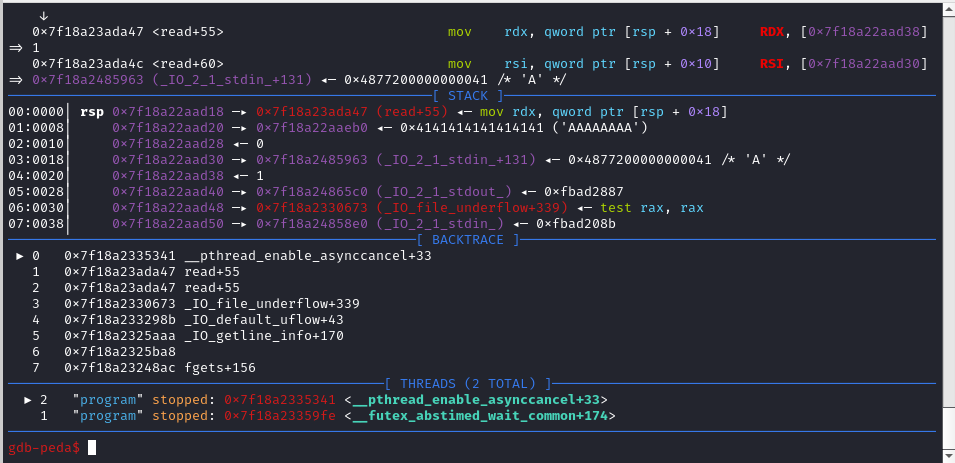 ↓
0×7f18a23ada47 <read+55> mov rdx, qword ptr [rsp + 0×18] RDX, [0×7f18a22aad38]
=> 1
0×7f18a23ada4c <read+60> mov rsi, qword ptr [rsp + 0×10] RSI, [0×7f18a22aad30]
=> 0×7f18a2485963 (_IO_2_1_stdin_+131) ◂— 0×4877200000000041 /* 'A' */
[ STACK ]
00:0000│ rsp 0×7f18a22aad18 —▸ 0×7f18a23ada47 (read+55) ◂— mov rdx, qword ptr [rsp + 0×18]
01:0008│ 0×7f18a22aad20 —▸ 0×7f18a22aaeb0 ◂— 0×4141414141414141 ('AAAAAAAA')
02:0010│ 0×7f18a22aad28 ◂— 0
03:0018│ 0×7f18a22aad30 —▸ 0×7f18a2485963 (_IO_2_1_stdin_+131) ◂— 0×4877200000000041 /* 'A' */
04:0020│ 0×7f18a22aad38 ◂— 1
05:0028│ 0×7f18a22aad40 —▸ 0×7f18a24865c0 (_IO_2_1_stdout_) ◂— 0×fbad2887
06:0030│ 0×7f18a22aad48 —▸ 0×7f18a2330673 (_IO_file_underflow+339) ◂— test rax, rax
07:0038│ 0×7f18a22aad50 —▸ 0×7f18a24858e0 (_IO_2_1_stdin_) ◂— 0×fbad208b
[ BACKTRACE ]
► 0 0×7f18a2335341 __pthread_enable_asynccancel+33
1 0×7f18a23ada47 read+55
2 0×7f18a23ada47 read+55
3 0×7f18a2330673 _IO_file_underflow+339
4 0×7f18a233298b _IO_default_uflow+43
5 0×7f18a2325aaa _IO_getline_info+170
6 0×7f18a2325ba8
7 0×7f18a23248ac fgets+156
[ THREADS (2 TOTAL) ]
► 2 "program" stopped: 0×7f18a2335341 <__pthread_enable_asynccancel+33>
1 "program" stopped: 0×7f18a23359fe <__futex_abstimed_wait_common+174>
gdb-peda$